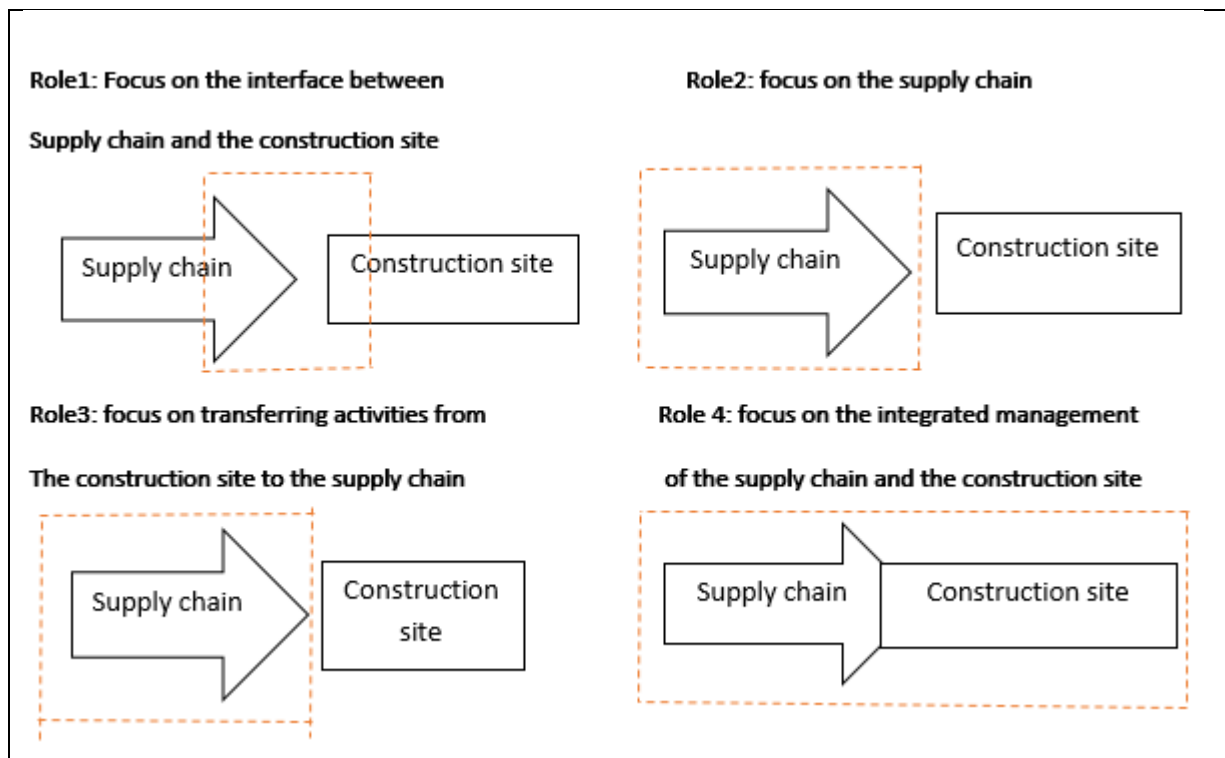 Role1: Focus on the interface between
Supply chain and the construction site
Supply chain
Construction site
Role2: focus on the supply chain
Supply chain
Construction site
Role3: focus on transferring activities from
The construction site to the supply chain
Supply chain
Construction
site
Role 4: focus on the integrated management
of the supply chain and the construction site
Supply chain
Construction site